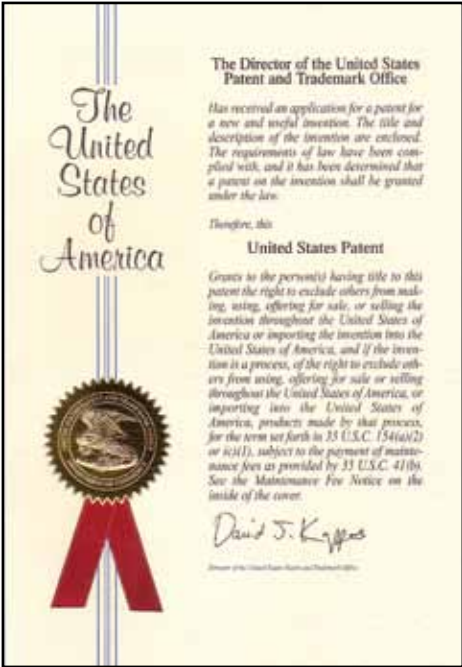 The
United
States
of
America
The Director of the United States
Patent and Trademark Office
Has received an application for a patent for
a new and useful invention. The title and
description of the invention are enclosed.
The requirements of law have been com-
plied with, and it has been determined that
a patent on the invention shall be granted
under the law.
Therefore, this
United States Patent
Grants to the person(s) having title to this
patent the right to exclude others from mak-
ing, using, offering for sale, or selling the
invention throughout the United States of
America or importing the invention into the
United States of America, and if the inven-
tion is a process, of the right to exclude oth-
ers from using, offering for sale or selling
throughout the United States of America, or
importing into the United States of
America, products made by that process,
for the term set forth in 35 U.S.C. 154(a)(2)
or (c)(1), subject to the payment of mainte-
nance fees as provided by 35 U.S.C. 41(b).
See the Maintenance Fee Notice on the
inside of the cover.
David J. Kappos
Director of the United States Patent and Trademark Office